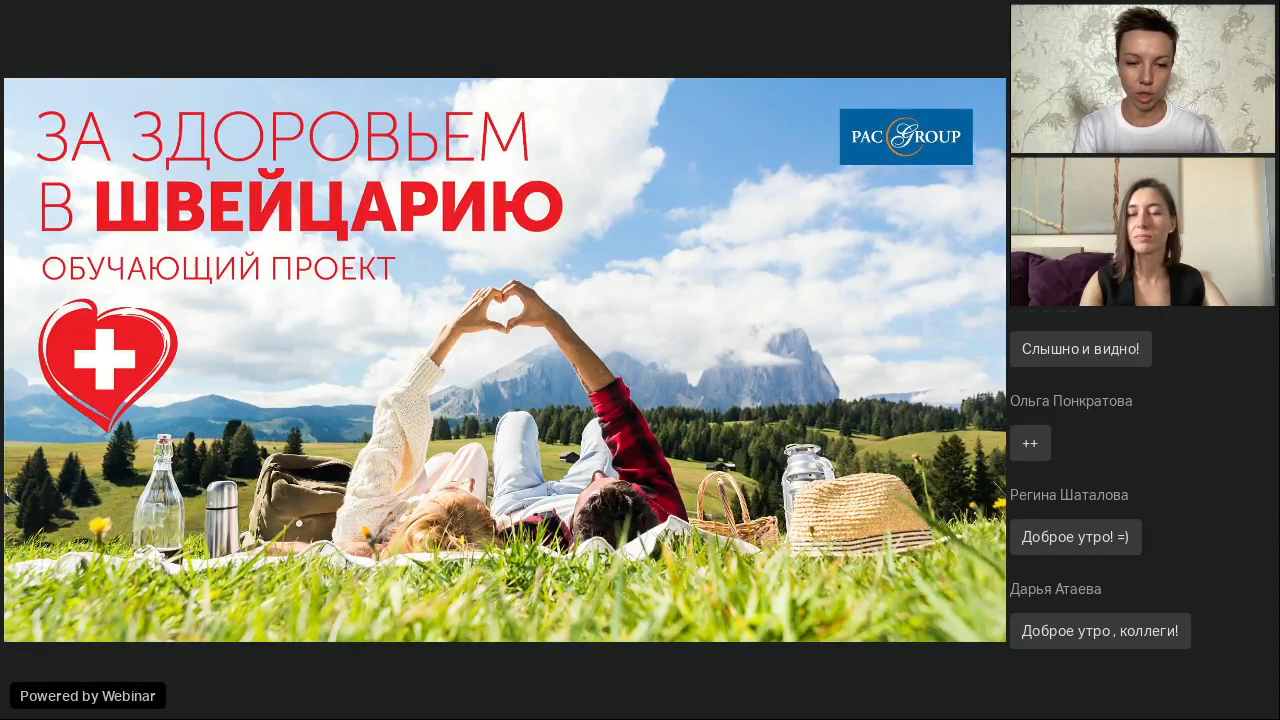 ЗА ЗДОРОВЬЕМ
В ШВЕЙЦАРИЮ
ОБУЧАЮЩИЙ ПРОЕКТ
PAC GROUP
Слышно и видно!
Ольга Понкратова
++
Регина Шаталова
Доброе утро! =)
Дарья Атаева
Доброе утро , коллеги!
Powered by Webinar